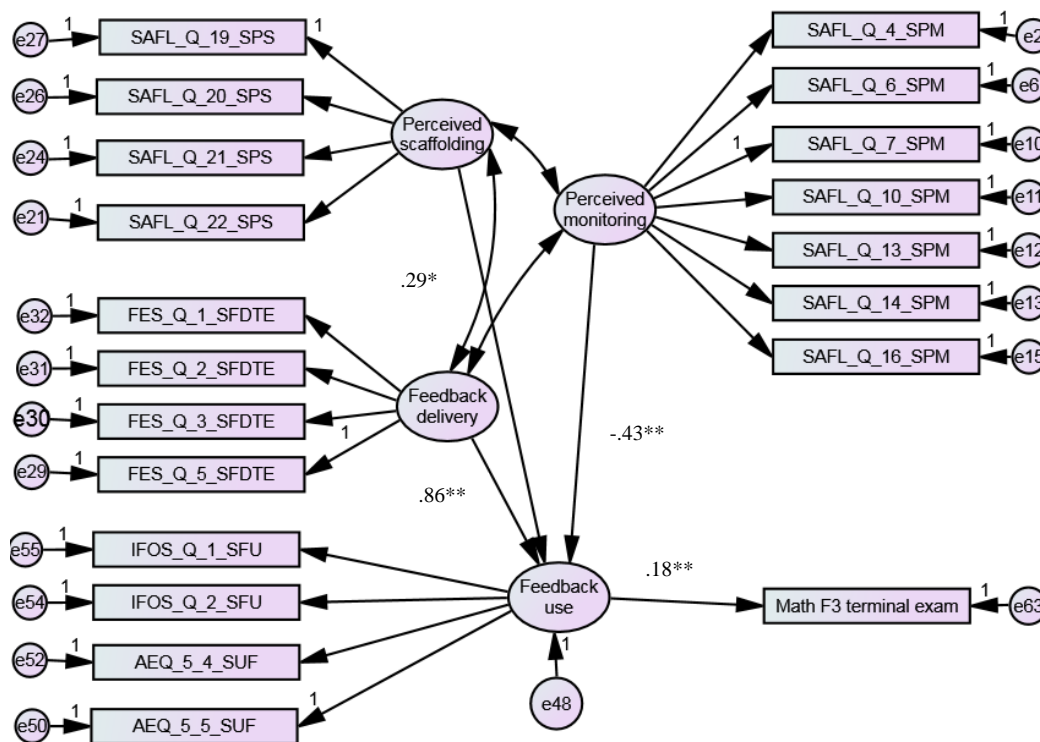 e27
1
SAFL_Q_19_SPS
1
e26
1
SAFL_Q_20_SPS
e24
1
SAFL_Q_21_SPS
e21
1
SAFL_Q_22_SPS
Perceived
scaffolding
SAFL_Q_4_SPM
1
e2
SAFL_Q_6_SPM
1
e6
1
SAFL_Q_7_SPM
1
e10
SAFL_Q_10_SPM
1
e11
SAFL_Q_13_SPM
1
e12
SAFL_Q_14_SPM
1
e13
SAFL_Q_16_SPM
1
e15
Perceived
monitoring
.29*
e32
1
FES_Q_1_SFDTE
e31
1
FES_Q_2_SFDTE
e30
1
FES_Q_3_SFDTE
1
e29
1
FES_Q_5_SFDTE
Feedback
delivery
-.43**
.86**
e55
1
IFOS_Q_1_SFU
e54
1
IFOS_Q_2_SFU
e52
1
AEQ_5_4_SUF
e50
1
AEQ_5_5_SUF
1
Feedback
use
.18**
1
e48
Math F3 terminal exam
1
e63